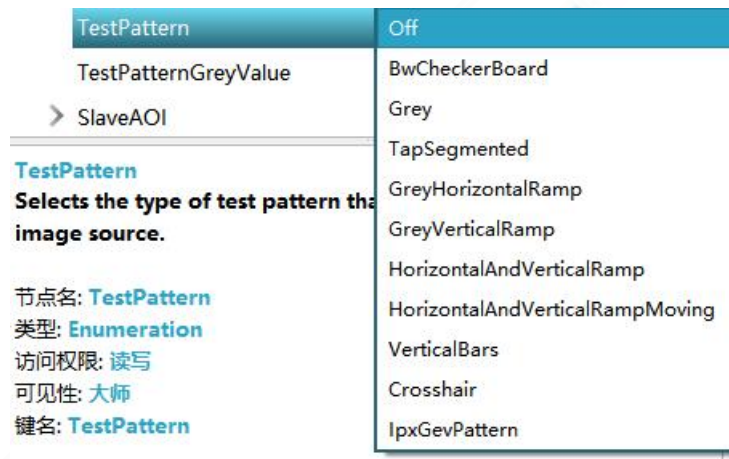 TestPattern
TestPatternGreyValue
SlaveAOI
TestPattern
Selects the type of test pattern
image source.
节点名: TestPattern
类型: Enumeration
访问权限: 读写
可见性: 大师
键名: TestPattern
Off
BwCheckerBoard
Grey
TapSegmented
GreyHorizontalRamp
GreyVerticalRamp
HorizontalAndVerticalRamp
HorizontalAndVerticalRampMoving
VerticalBars
Crosshair
IpxGevPattern